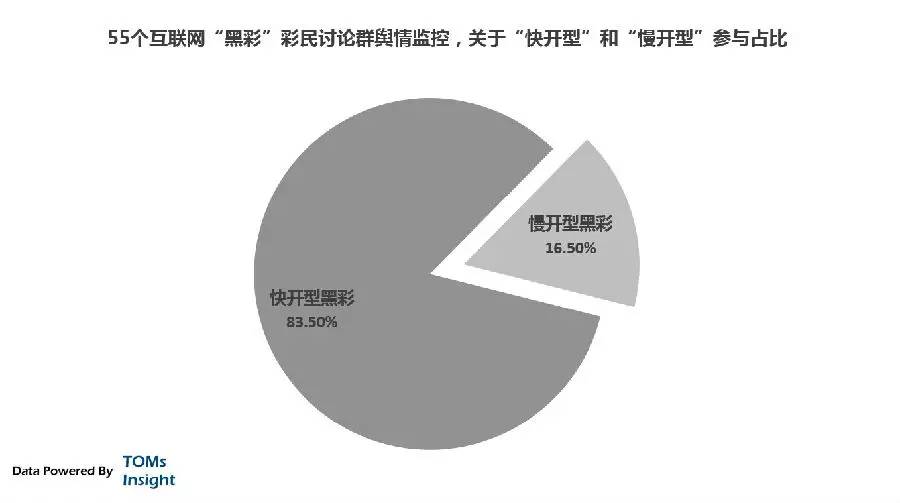 55个互联网“黑彩”彩民讨论群舆情监控，关于“快开型”和“慢开型”参与占比
慢开型黑彩
16.50%
快开型黑彩
83.50%
Data Powered By
TOMs
Insight